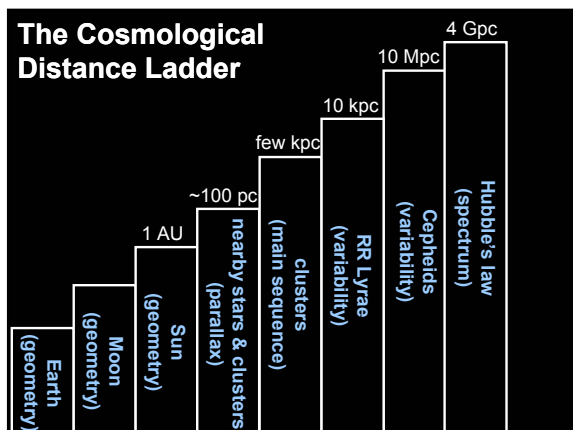 The Cosmological
Distance Ladder
4 Gpc
10 Mpc
10 kpc
few kpc
~100 pc
1 AU
Earth
(geometry)
Moon
(geometry)
Sun
(geometry)
nearby stars & clusters
(parallax)
clusters
(main sequence)
RR Lyrae
(variability)
Cepheids
(variability)
Hubble's law
(spectrum)